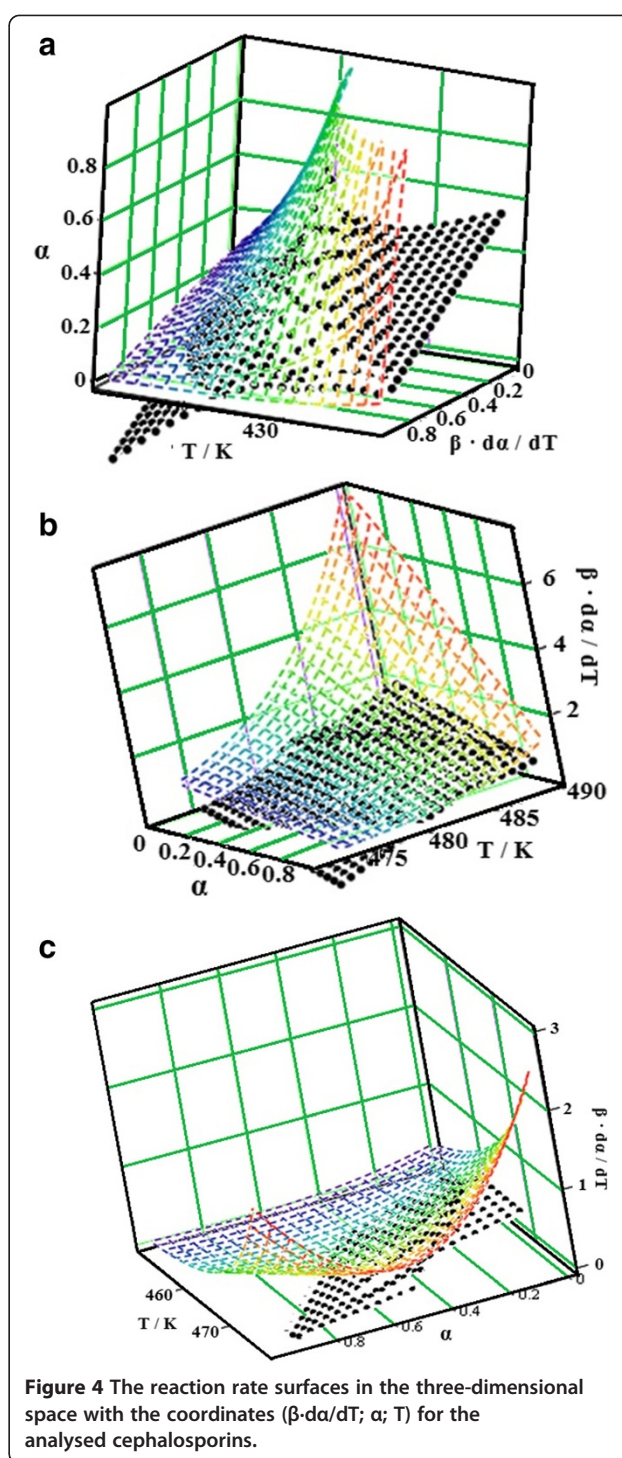 a
0.8
0.6
α
0.4
0.2
0
430
T / K
0
0.2
0.4
0.6
0.8
β · dα / dT
b
6
4
2
β · dα / dT
490
485
480
475
T / K
0 0.2 0.4 0.6 0.8
α
c
3
2
1
0
β · dα / dT
460
470
T / K
0.8
0.6
0.4
0.2
0
α
Figure 4 The reaction rate surfaces in the three-dimensional
space with the coordinates (β·dα/dT; α; T) for the
analysed cephalosporins.